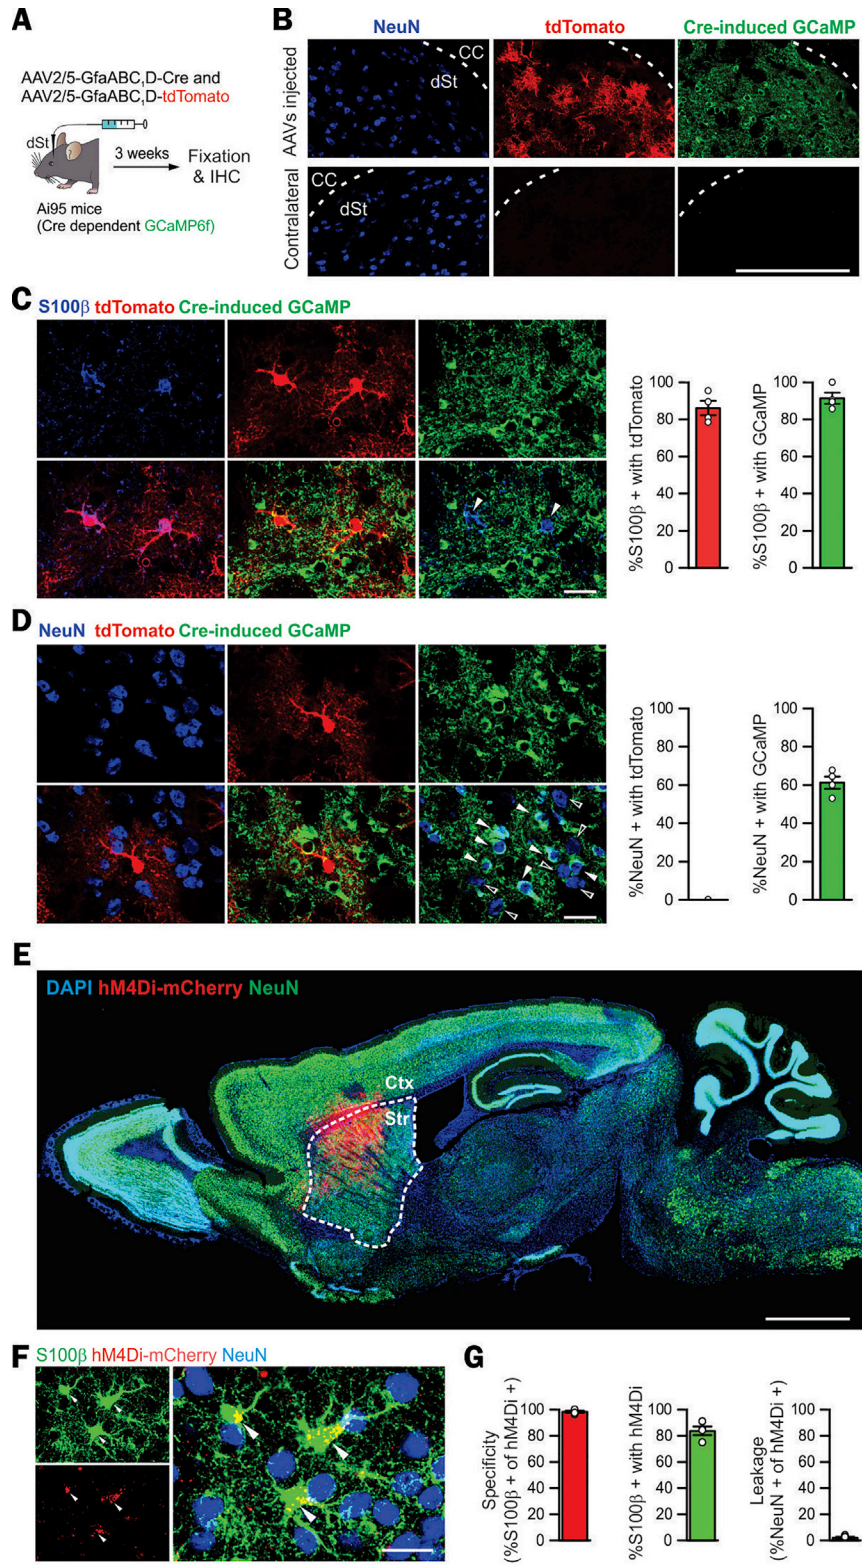 A
AAV2/5-GfaABC1D-Cre and
AAV2/5-GfaABC1D-tdTomato
dSt
3 weeks
Fixation
& IHC
Ai95 mice
(Cre dependent GCaMP6f)
B
NeuN
tdTomato
Cre-induced GCaMP
AAVs injected
CC
dSt
Contralateral
CC
dSt
C
S100β tdTomato Cre-induced GCaMP
%S100β + with tdTomato
100
80
60
40
20
0
%S100β + with GCaMP
100
80
60
40
20
0
D
NeuN tdTomato Cre-induced GCaMP
%NeuN + with tdTomato
100
80
60
40
20
0
%NeuN + with GCaMP
100
80
60
40
20
0
E
DAPI hM4Di-mCherry NeuN
Ctx
Str
F
S100β hM4Di-mCherry NeuN
G
Specificity
(%S100β + of hM4Di +)
100
80
60
40
20
0
%S100β + with hM4Di
100
80
60
40
20
0
Leakage
(%NeuN + of hM4Di +)
100
80
60
40
20
0